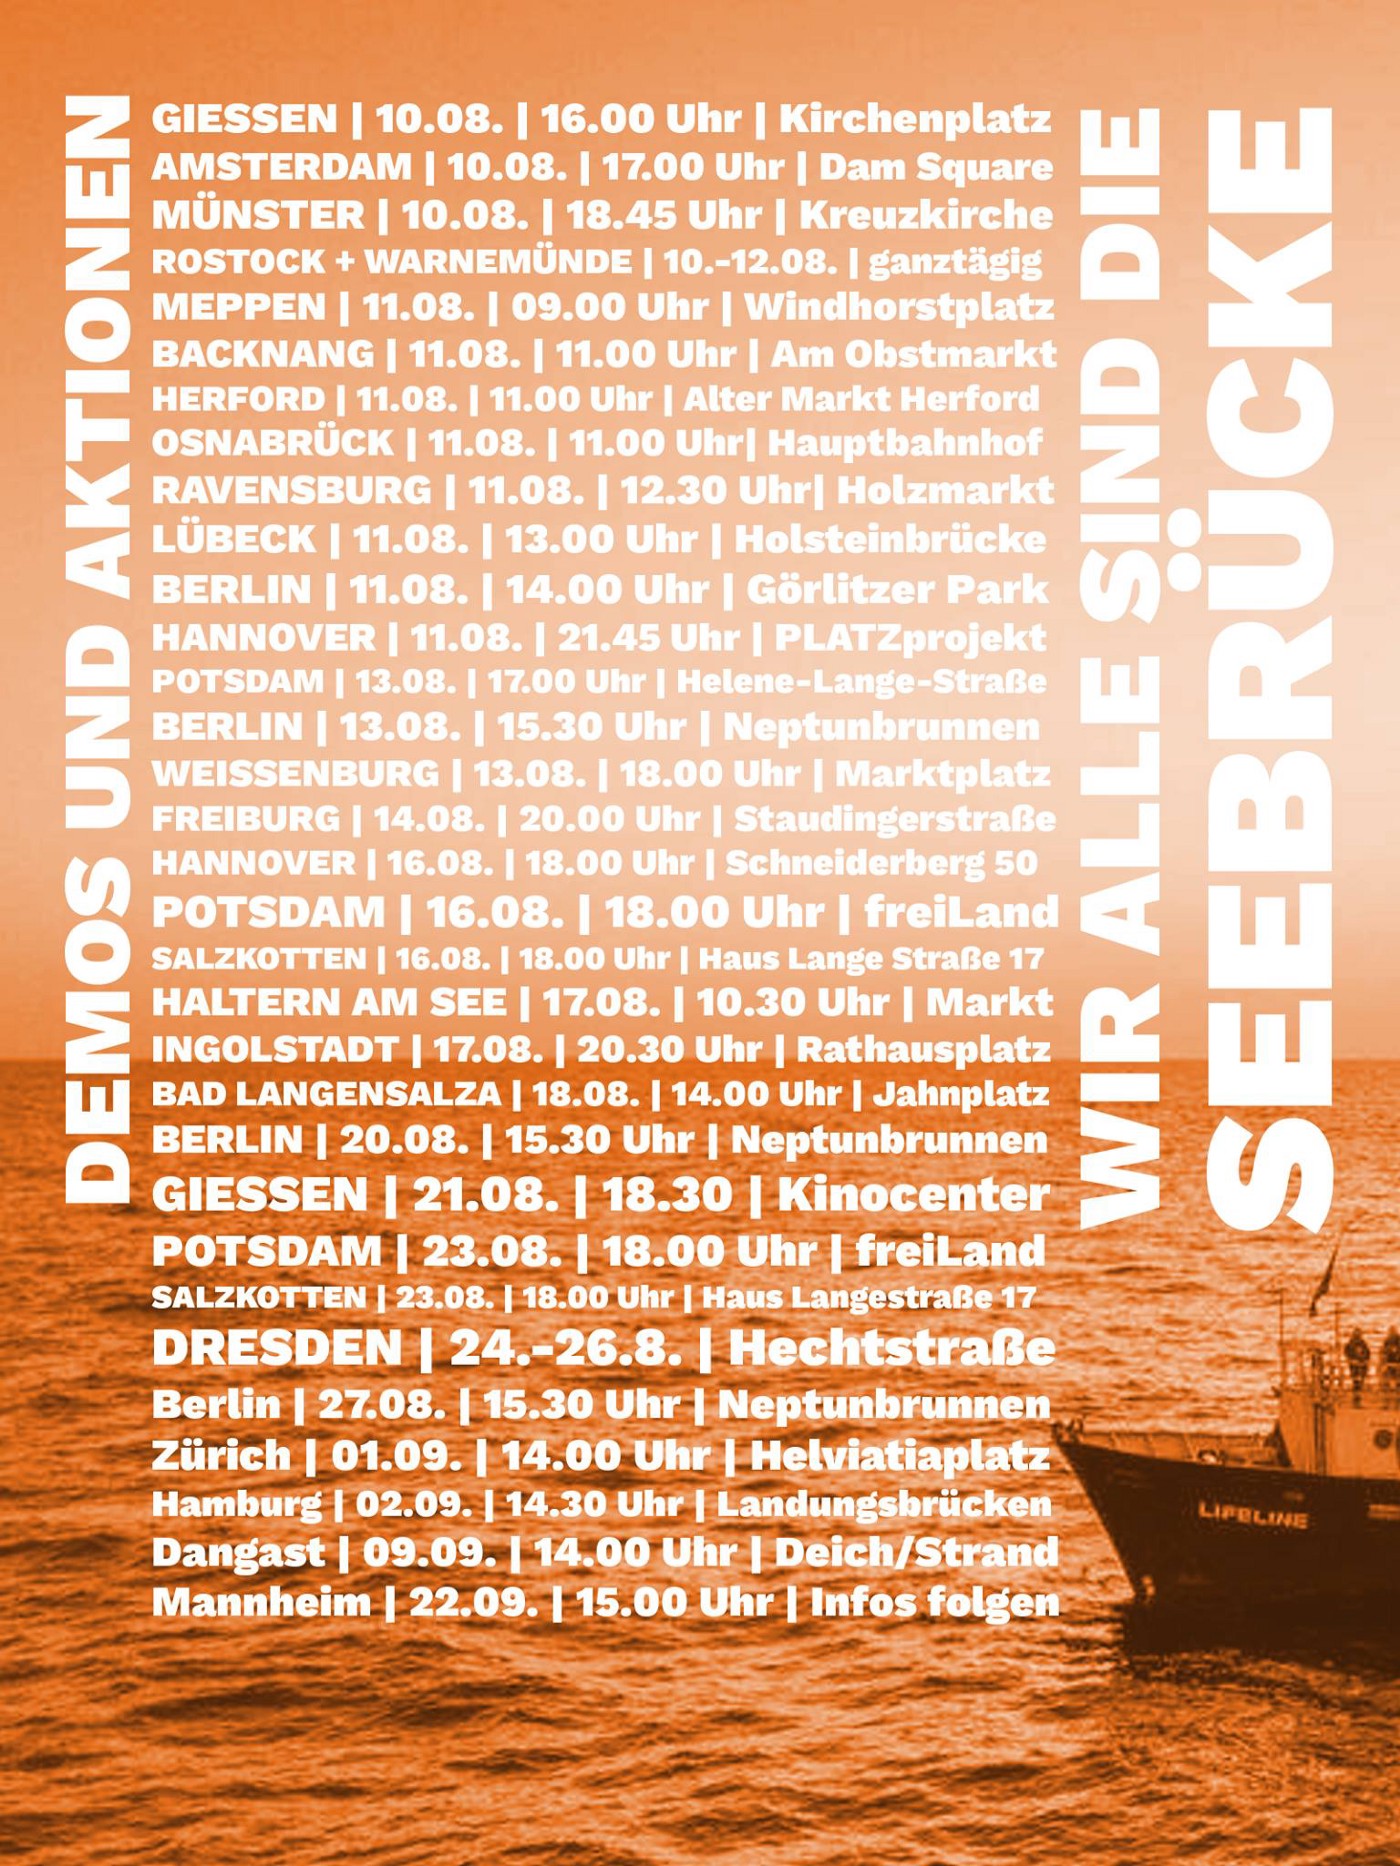 DEMOS UND AKTIONEN
GIESSEN | 10.08. | 16.00 Uhr | Kirchenplatz
AMSTERDAM | 10.08. | 17.00 Uhr | Dam Square
MÜNSTER | 10.08. | 18.45 Uhr | Kreuzkirche
ROSTOCK + WARNEMÜNDE | 10.-12.08. | ganztägig
MEPPEN | 11.08. | 09.00 Uhr | Windhorstplatz
BACKNANG | 11.08. | 11.00 Uhr | Am Obstmarkt
HERFORD | 11.08. | 11.00 Uhr | Alter Markt Herford
OSNABRÜCK | 11.08. | 11.00 Uhr| Hauptbahnhof
RAVENSBURG | 11.08. | 12.30 Uhr| Holzmarkt
LÜBECK | 11.08. | 13.00 Uhr | Holsteinbrücke
BERLIN | 11.08. | 14.00 Uhr | Görlitzer Park
HANNOVER | 11.08. | 21.45 Uhr | PLATZprojekt
POTSDAM | 13.08. | 17.00 Uhr | Helene-Lange-Straße
BERLIN | 13.08. | 15.30 Uhr | Neptunbrunnen
WEISSENBURG | 13.08. | 18.00 Uhr | Marktplatz
FREIBURG | 14.08. | 20.00 Uhr | Staudingerstraße
HANNOVER | 16.08. | 18.00 Uhr | Schneiderberg 50
POTSDAM | 16.08. | 18.00 Uhr | freiLand
SALZKOTTEN | 16.08. | 18.00 Uhr | Haus Lange Straße 17
HALTERN AM SEE | 17.08. | 10.30 Uhr | Markt
INGOLSTADT | 17.08. | 20.30 Uhr | Rathausplatz
BAD LANGENSALZA | 18.08. | 14.00 Uhr | Jahnplatz
BERLIN | 20.08. | 15.30 Uhr | Neptunbrunnen
GIESSEN | 21.08. | 18.30 | Kinocenter
POTSDAM | 23.08. | 18.00 Uhr | freiLand
SALZKOTTEN | 23.08. | 18.00 Uhr | Haus Langestraße 17
DRESDEN | 24.-26.8. | Hechtstraße
Berlin | 27.08. | 15.30 Uhr | Neptunbrunnen
Zürich | 01.09. | 14.00 Uhr | Helviatiaplatz
Hamburg | 02.09. | 14.30 Uhr | Landungsbrücken
Dangast | 09.09. | 14.00 Uhr | Deich/Strand
Mannheim | 22.09. | 15.00 Uhr | Infos folgen
WIR ALLE SIND DIE
SEEBRÜCKE
LIFELINE